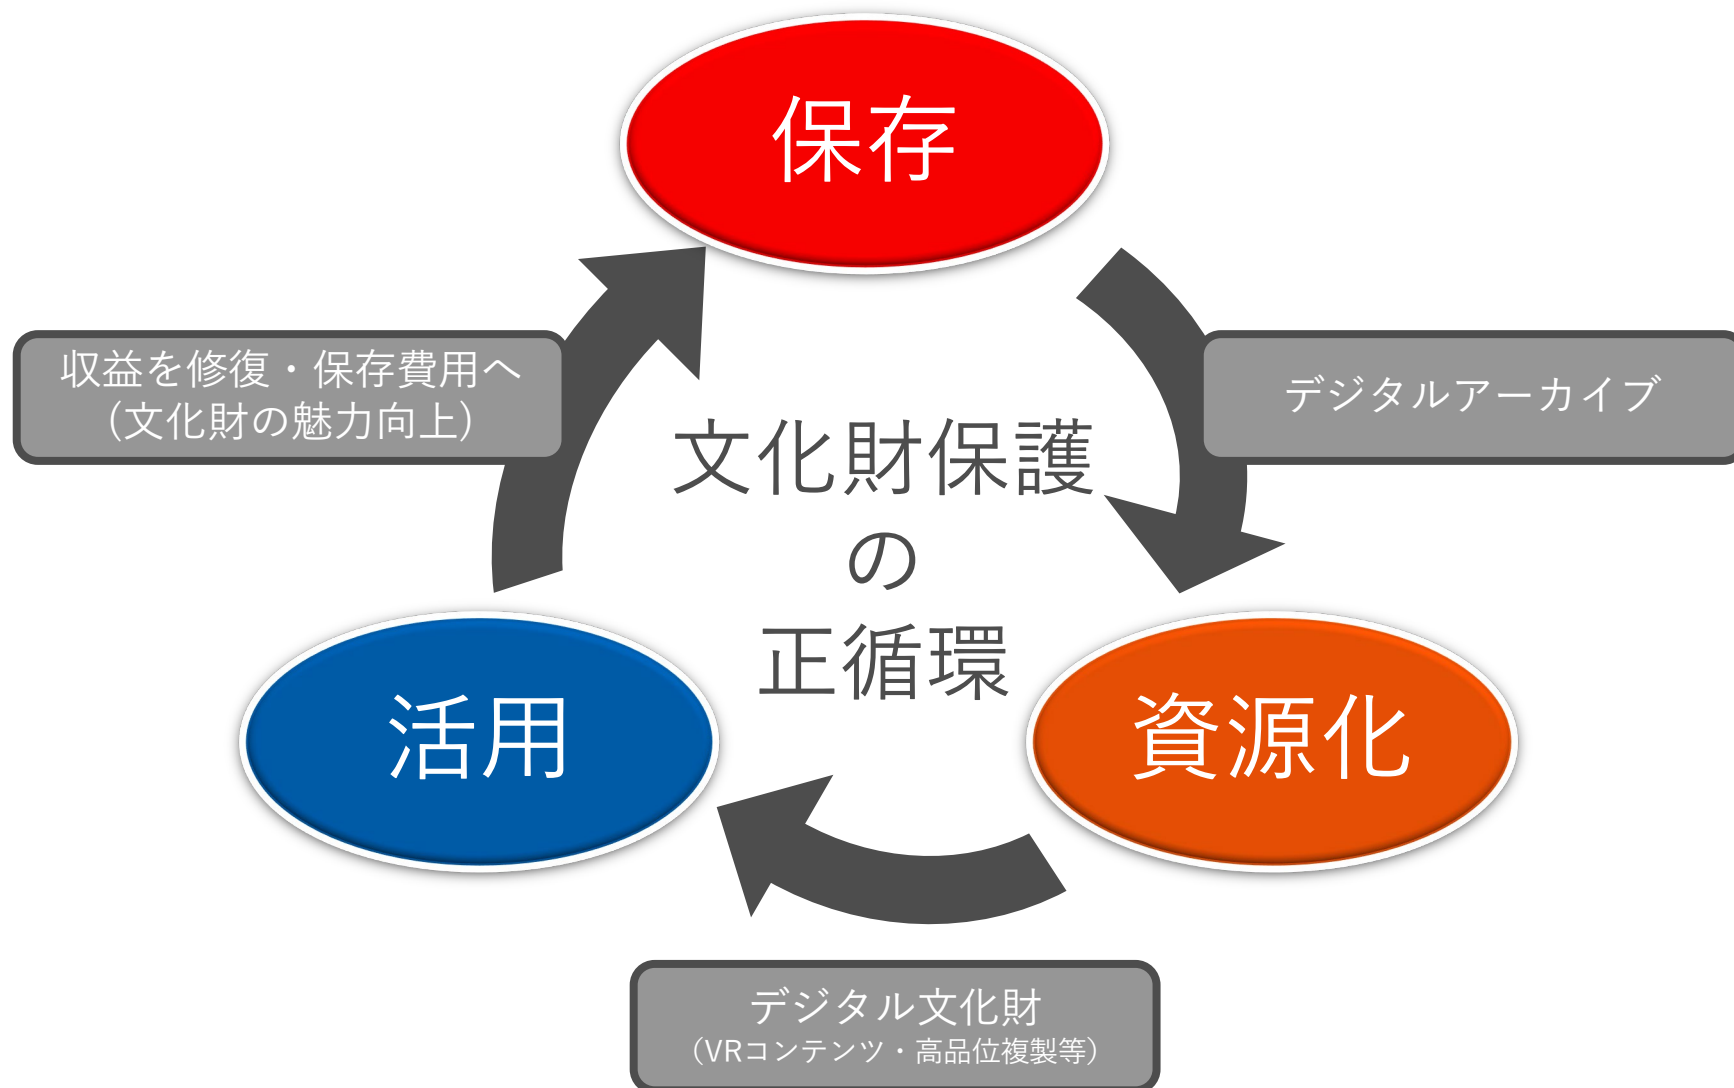 保存
収益を修復・保存費用へ
（文化財の魅力向上）
デジタルアーカイブ
文化財保護
の
正循環
活用
資源化
デジタル文化財
（VRコンテンツ・高品位複製等）